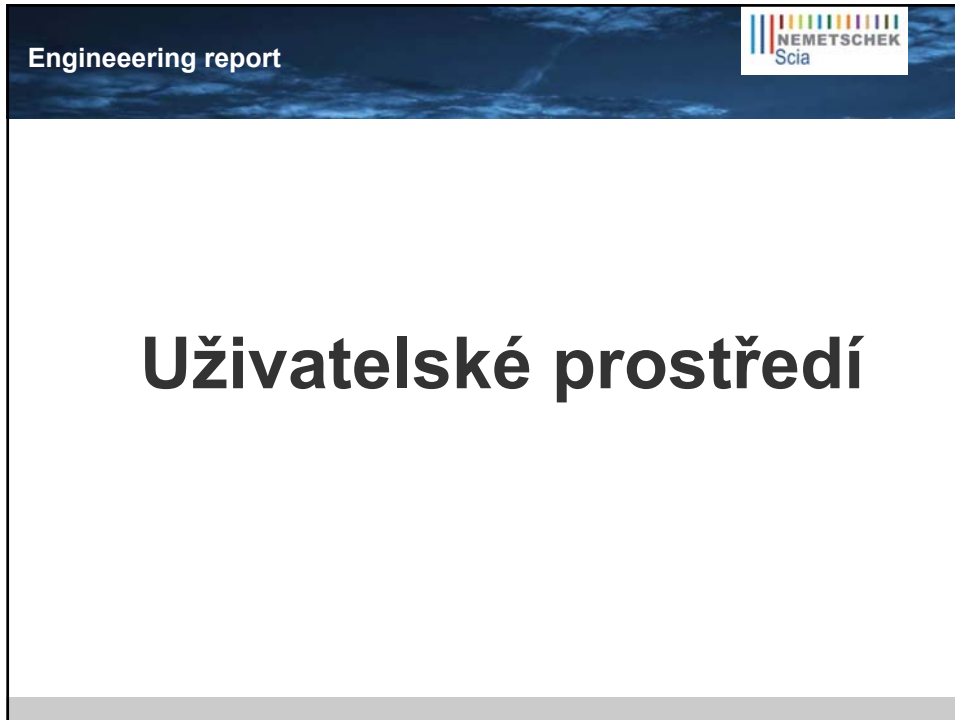 Engineeering report
NEMETSCHEK
Scia
Uživatelské prostředí